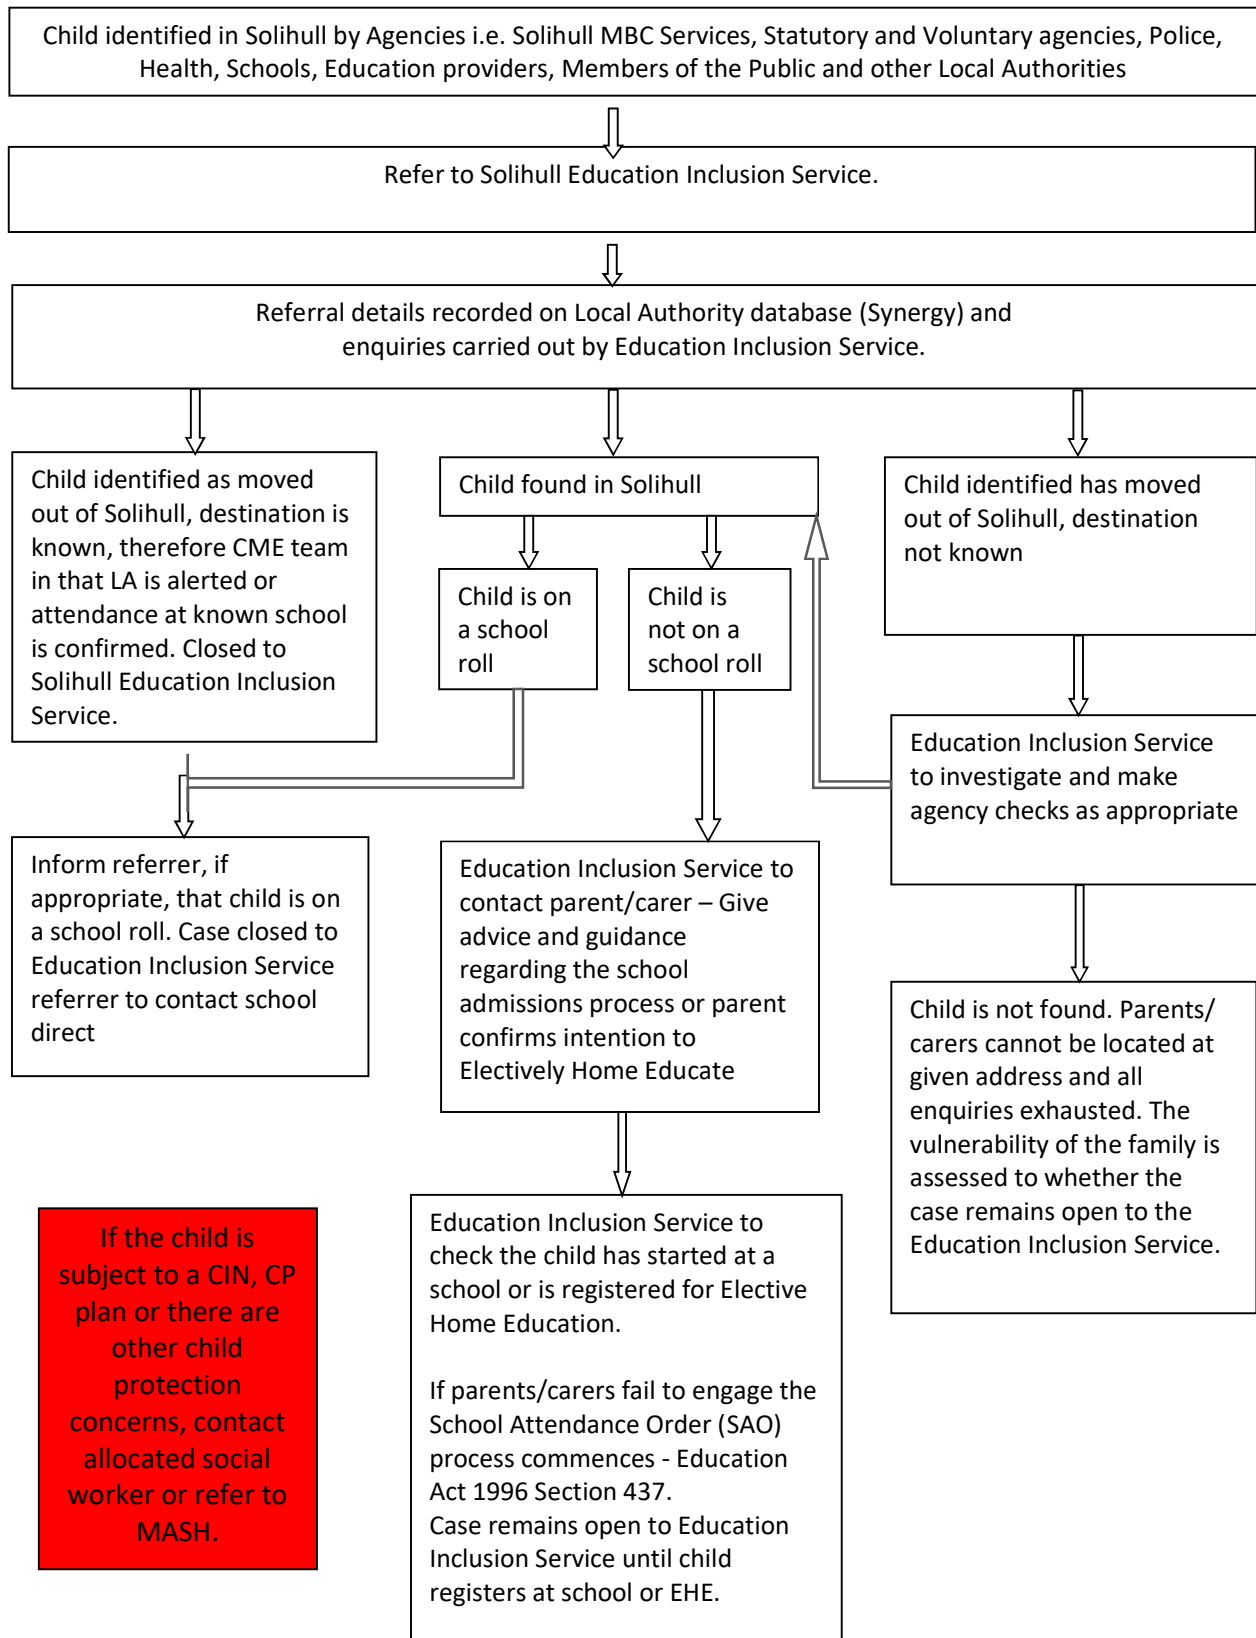 Child identified in Solihull by Agencies i.e. Solihull MBC Services, Statutory and Voluntary agencies, Police,
Health, Schools, Education providers, Members of the Public and other Local Authorities
Refer to Solihull Education Inclusion Service.
Referral details recorded on Local Authority database (Synergy) and
enquiries carried out by Education Inclusion Service.
Child identified as moved
out of Solihull, destination is
known, therefore CME team
in that LA is alerted or
attendance at known school
is confirmed. Closed to
Solihull Education Inclusion
Service.
Child found in Solihull
Child identified has moved
out of Solihull, destination
not known
Child is on
a school
roll
Child is
not on a
school roll
Education Inclusion Service
to investigate and make
agency checks as appropriate
Inform referrer, if
appropriate, that child is on
a school roll. Case closed to
Education Inclusion Service
referrer to contact school
direct
Education Inclusion Service to
contact parent/carer – Give
advice and guidance
regarding the school
admissions process or parent
confirms intention to
Electively Home Educate
Child is not found. Parents/
carers cannot be located at
given address and all
enquiries exhausted. The
vulnerability of the family is
assessed to whether the
case remains open to the
Education Inclusion Service.
If the child is
subject to a CIN, CP
plan or there are
other child
protection
concerns, contact
allocated social
worker or refer to
MASH.
Education Inclusion Service to
check the child has started at a
school or is registered for Elective
Home Education.
If parents/carers fail to engage the
School Attendance Order (SAO)
process commences - Education
Act 1996 Section 437.
Case remains open to Education
Inclusion Service until child
registers at school or EHE.